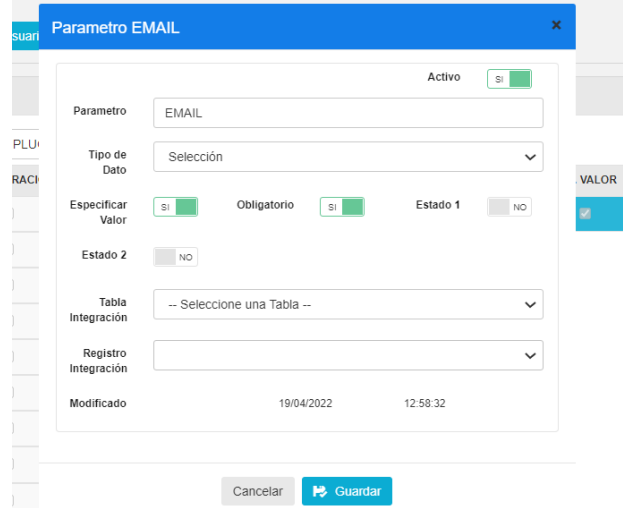 suari
Parametro EMAIL
×
Activo
SI
Parametro
EMAIL
PLU
Tipo de
Dato
Selección
RACI
VALOR
Especificar
Valor
SI
Obligatorio
SI
Estado 1
NO
Estado 2
NO
Tabla
Integración
-- Seleccione una Tabla --
Registro
Integración
Modificado
19/04/2022
12:58:32
Cancelar
Guardar